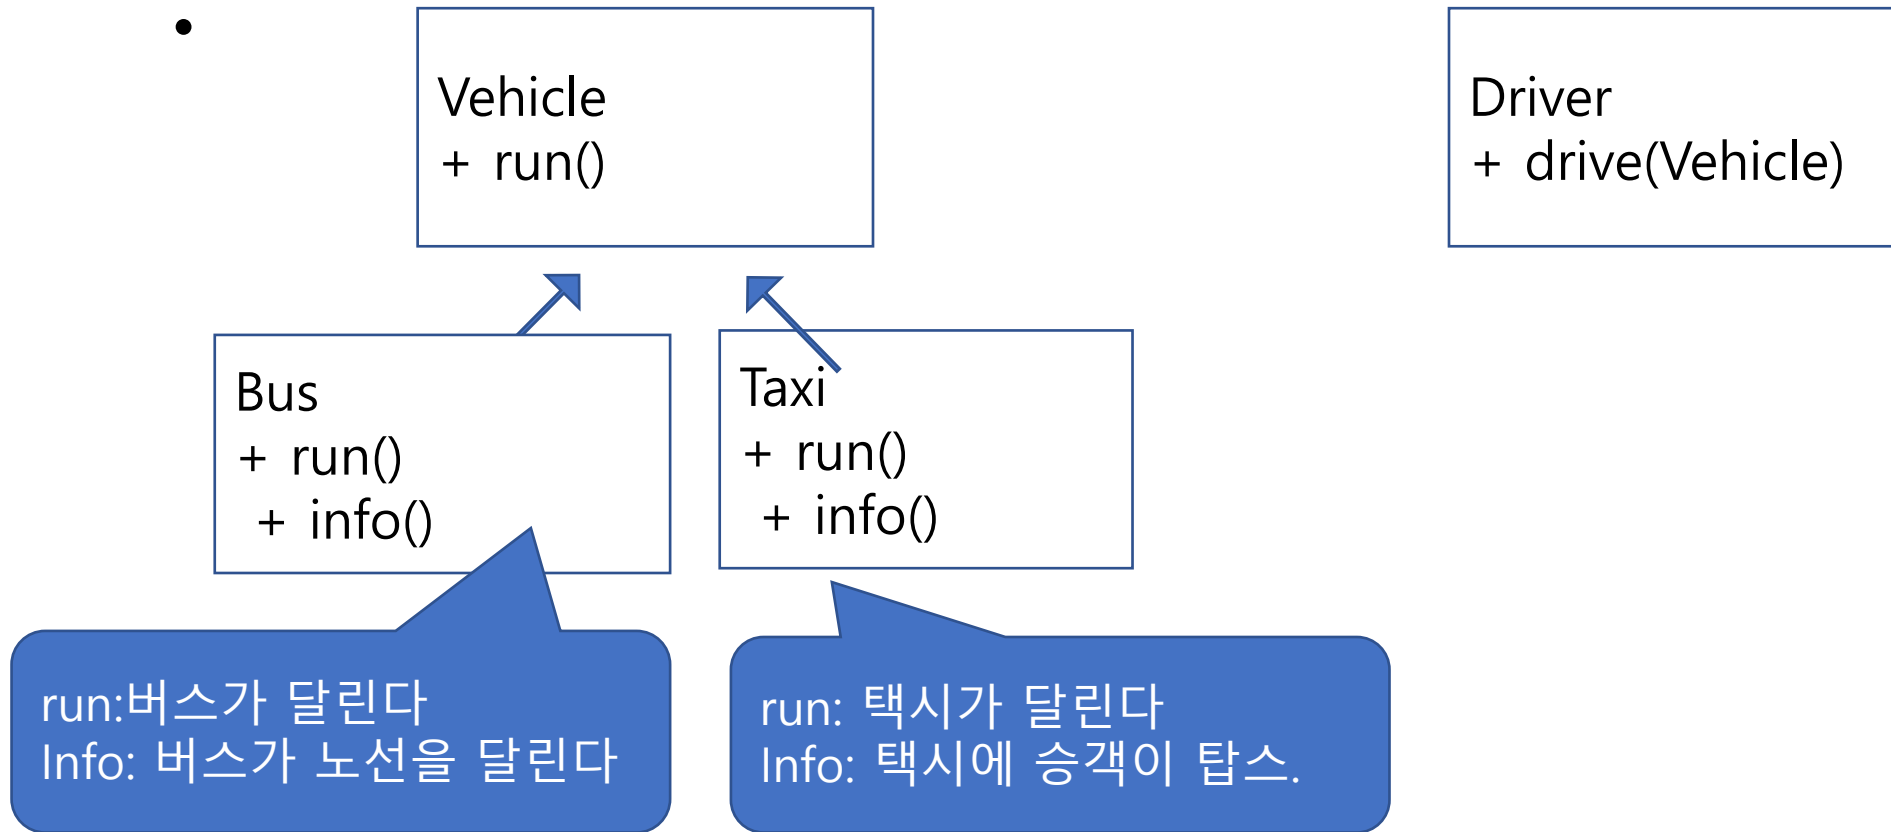 •
Vehicle
+ run()
Driver
+ drive(Vehicle)
Bus
+ run()
+ info()
Taxi
+ run()
+ info()
run:버스가 달린다
Info: 버스가 노선을 달린다
run: 택시가 달린다
Info: 택시에 승객이 탑스.